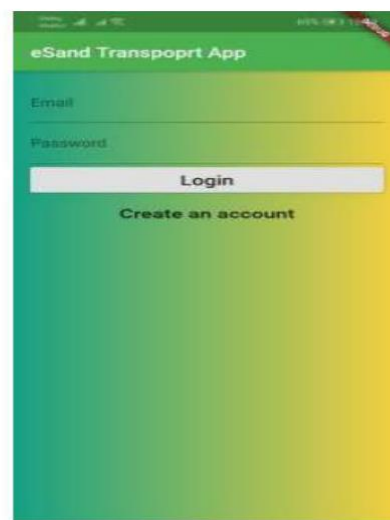 eSand Transpoprt App
Email
Password
Login
Create an account